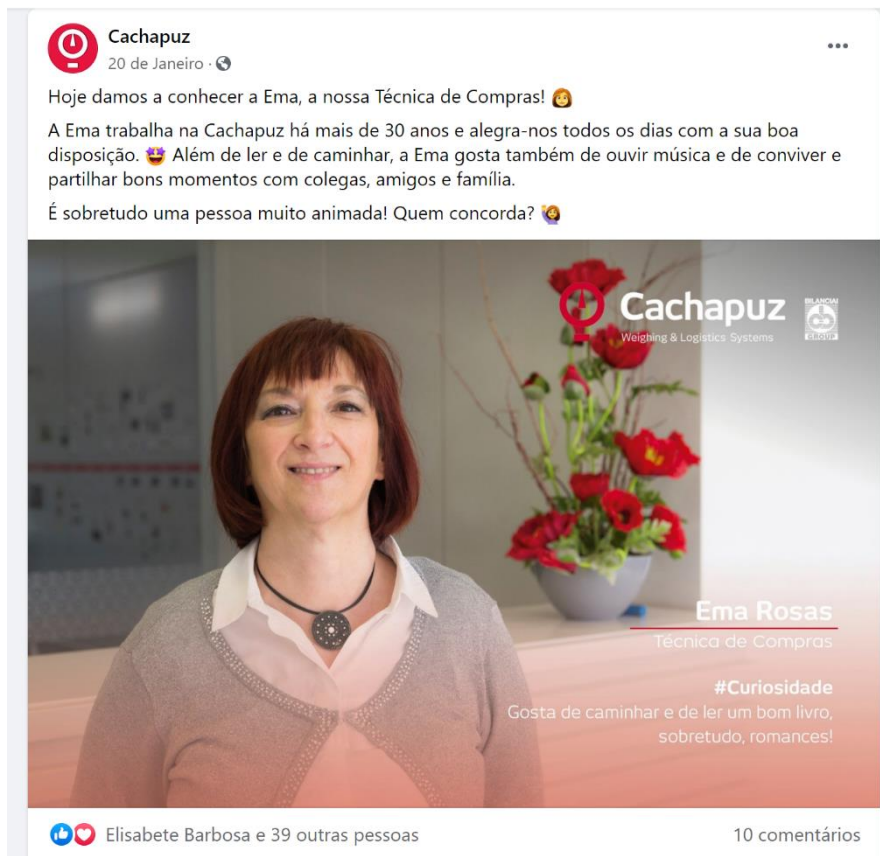 Cachapuz
20 de Janeiro ·
Hoje damos a conhecer a Ema, a nossa Técnica de Compras! 👩
A Ema trabalha na Cachapuz há mais de 30 anos e alegra-nos todos os dias com a sua boa
disposição. 🤩 Além de ler e de caminhar, a Ema gosta também de ouvir música e de conviver e
partilhar bons momentos com colegas, amigos e família.
É sobretudo uma pessoa muito animada! Quem concorda? 🙋‍♀️
Cachapuz
Weighing & Logistics Systems
BILANCIAI
GROUP
Ema Rosas
Técnica de Compras
#Curiosidade
Gosta de caminhar e de ler um bom livro,
sobretudo, romances!
Elisabete Barbosa e 39 outras pessoas
10 comentários